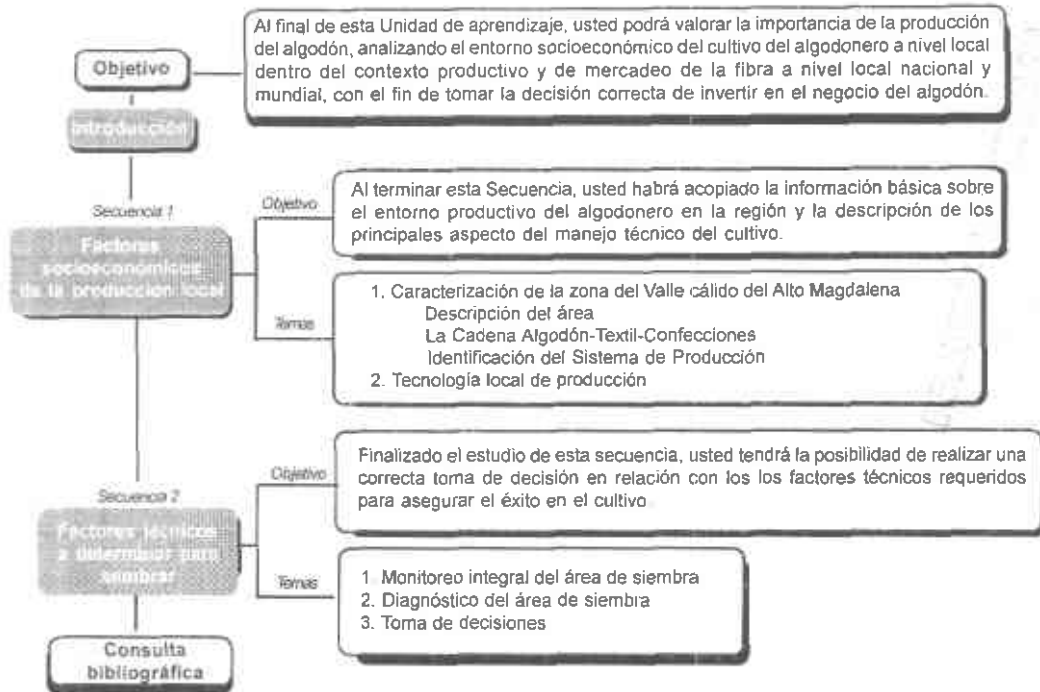 Objetivo
Al final de esta Unidad de aprendizaje, usted podrá valorar la importancia de la producción
del algodón, analizando el entorno socioeconómico del cultivo del algodonero a nivel local
dentro del contexto productivo y de mercadeo de la fibra a nivel local nacional y
mundial, con el fin de tomar la decisión correcta de invertir en el negocio del algodón.
Introducción
Secuencia 1
Factores
socioeconómicos
de la producción local
Objetivo
Al terminar esta Secuencia, usted habrá acopiado la información básica sobre
el entorno productivo del algodonero en la región y la descripción de los
principales aspecto del manejo técnico del cultivo.
Temas
1. Caracterización de la zona del Valle cálido del Alto Magdalena
Descripción del área
La Cadena Algodón-Textil-Confecciones
Identificación del Sistema de Producción
2. Tecnología local de producción
Secuencia 2
Factores técnicos
a determinar para
sembrar
Objetivo
Finalizado el estudio de esta secuencia, usted tendrá la posibilidad de realizar una
correcta toma de decisión en relación con los los factores técnicos requeridos
para asegurar el éxito en el cultivo.
Temas
1. Monitoreo integral del área de siembra
2. Diagnóstico del área de siembra
3. Toma de decisiones
Consulta
bibliográfica